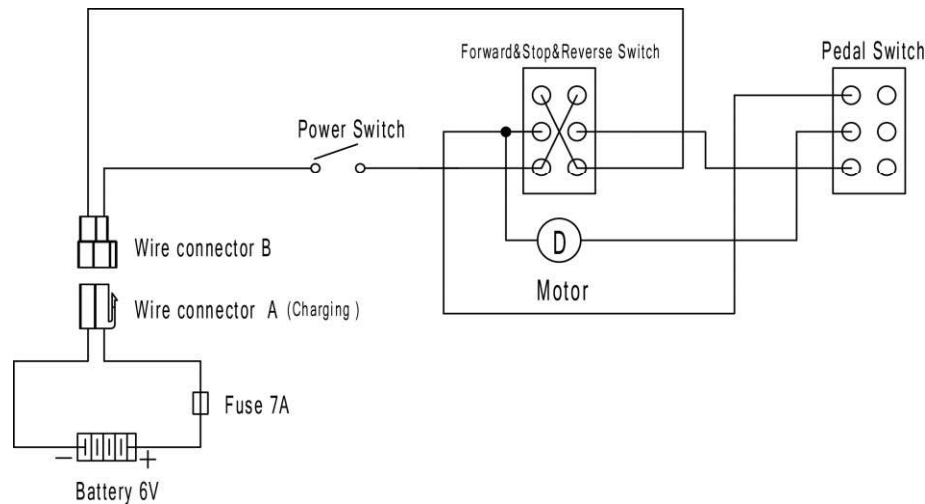 Forward&Stop&Reverse Switch
Pedal Switch
Power Switch
Wire connector B
D
Motor
Wire connector A (Charging )
Fuse 7A
− +
Battery 6V